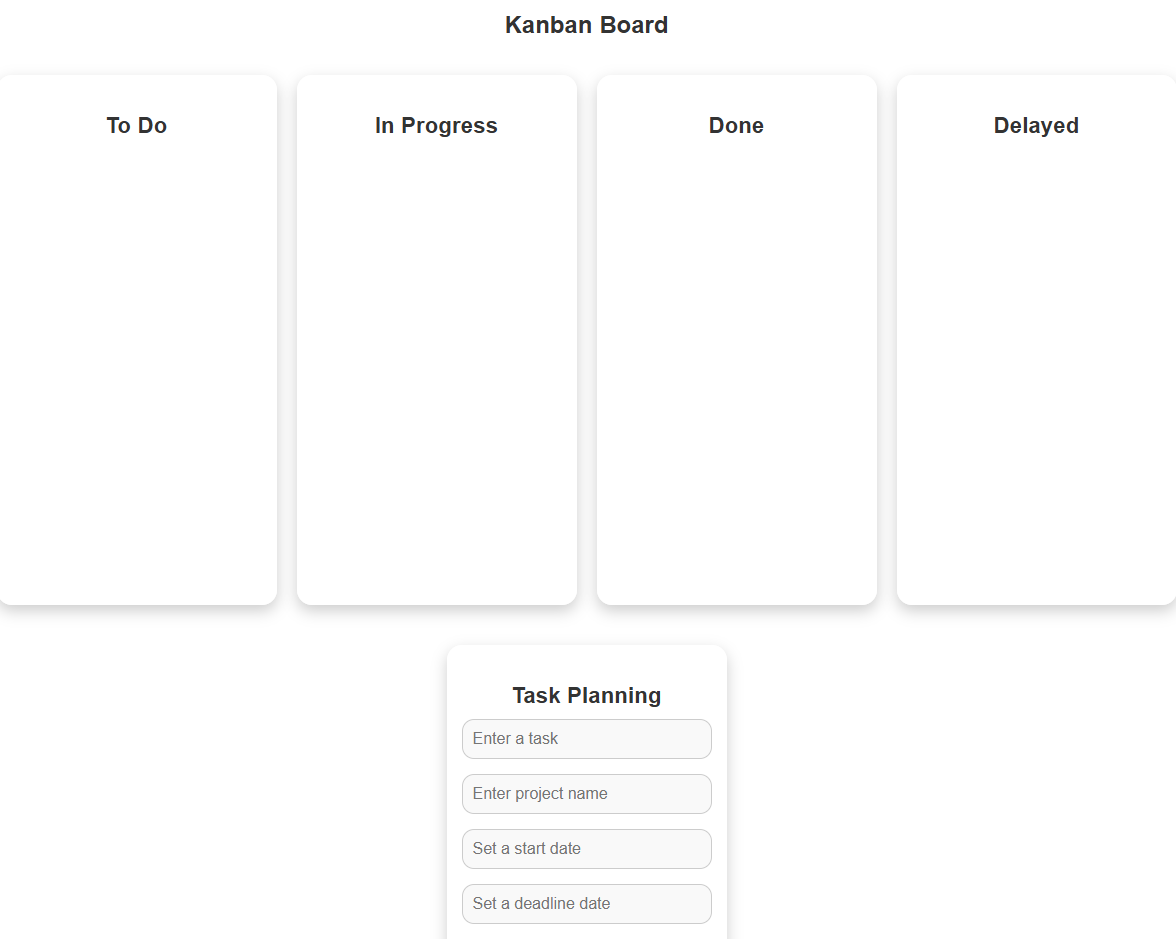 Kanban Board
To Do
In Progress
Done
Delayed
Task Planning
Enter a task
Enter project name
Set a start date
Set a deadline date